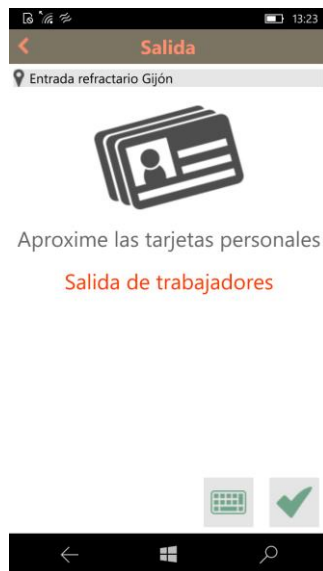 13:23
Salida
Entrada refractario Gijón
Aproxime las tarjetas personales
Salida de trabajadores